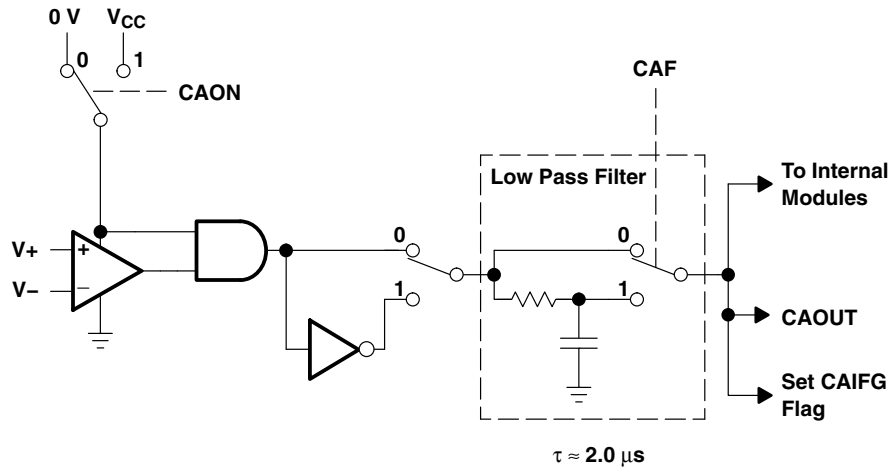 0 V
VCC
0
1
CAON
CAF
Low Pass Filter
To Internal
Modules
V+
+
V−
−
0
1
0
1
CAOUT
Set CAIFG
Flag
τ ≈ 2.0 μs